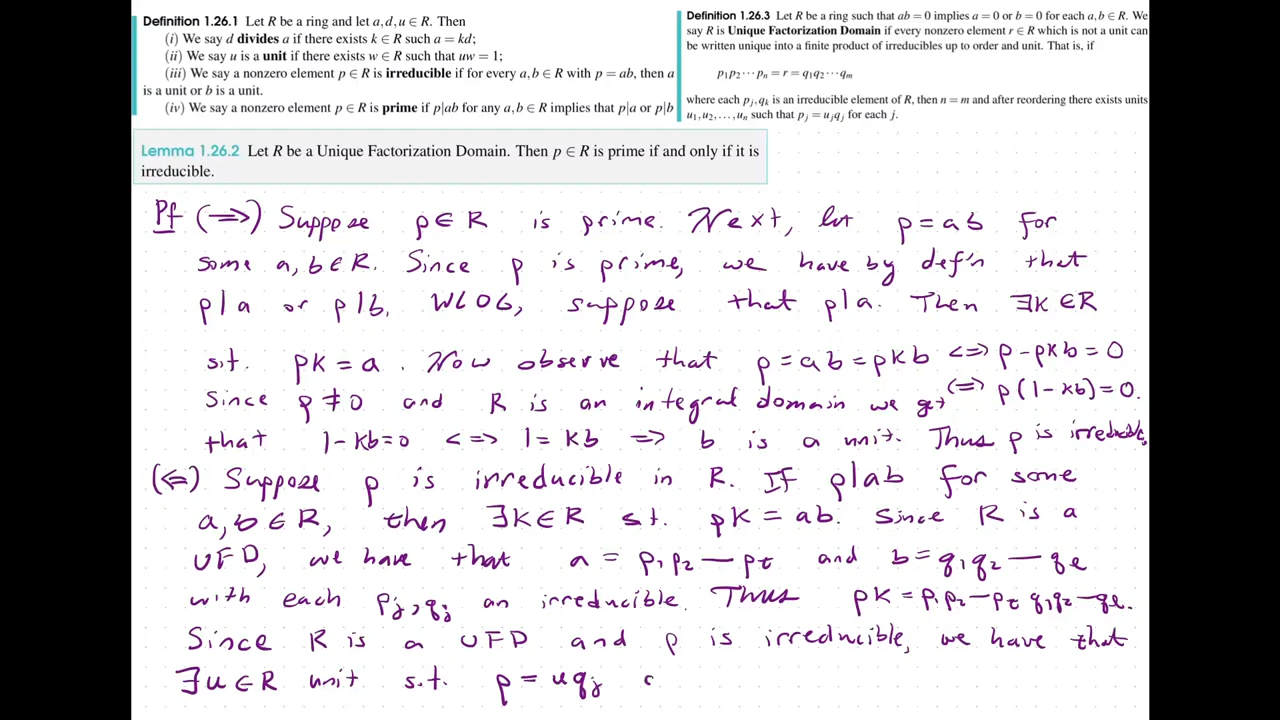 Definition 1.26.1 Let R be a ring and let a,d,u ∈ R. Then
(i) We say d divides a if there exists k ∈ R such a = kd;
(ii) We say u is a unit if there exists w ∈ R such that uw = 1;
(iii) We say a nonzero element p ∈ R is irreducible if for every a,b ∈ R with p = ab, then a
is a unit or b is a unit.
(iv) We say a nonzero element p ∈ R is prime if p|ab for any a,b ∈ R implies that p|a or p|b
Definition 1.26.3 Let R be a ring such that ab = 0 implies a = 0 or b = 0 for each a,b ∈ R. We
say R is Unique Factorization Domain if every nonzero element r ∈ R which is not a unit can
be written unique into a finite product of irreducibles up to order and unit. That is, if
p₁p₂⋯pₙ = r = q₁q₂⋯qₘ
where each pⱼ,qₖ is an irreducible element of R, then n = m and after reordering there exists units
u₁,u₂,…,uₙ such that pⱼ = uⱼqⱼ for each j.
Lemma 1.26.2 Let R be a Unique Factorization Domain. Then p ∈ R is prime if and only if it is
irreducible.
Pf (⇒) Suppose p ∈ R is prime. Next, let p = ab for
some a, b ∈ R. Since p is prime, we have by def'n that
p|a or p|b. WLOG, suppose that p|a. Then ∃K ∈ R
s.t. pK = a. Now observe that p = ab = pKb <=> p - pKb = 0
<=> p(1 - Kb) = 0.
Since p ≠ 0 and R is an integral domain we get
that 1 - Kb = 0 <=> 1 = Kb => b is a unit. Thus p is irreducible.
(⇐) Suppose p is irreducible in R. If p|ab for some
a, b ∈ R, then ∃K ∈ R s.t. pK = ab. Since R is a
UFD, we have that a = p₁p₂ — pₜ and b = q₁q₂ — qₗ
with each pⱼ, qⱼ an irreducible. Thus pK = p₁p₂ — pₜ q₁q₂ — qₗ.
Since R is a UFD and p is irreducible, we have that
∃u ∈ R unit s.t. p = uqⱼ